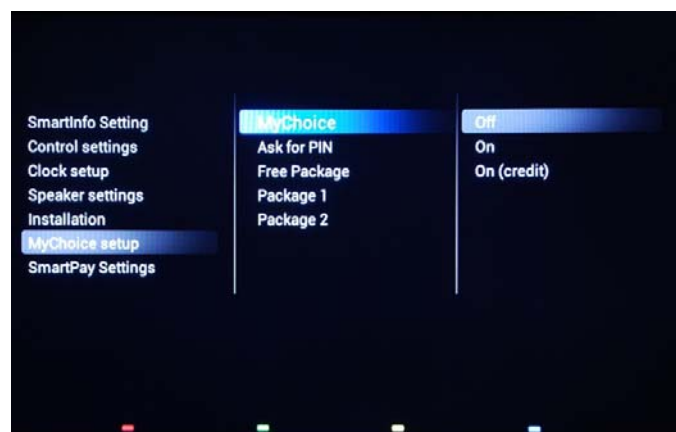 SmartInfo Setting
Control settings
Clock setup
Speaker settings
Installation
MyChoice setup
SmartPay Settings
MyChoice
Ask for PIN
Free Package
Package 1
Package 2
Off
On
On (credit)